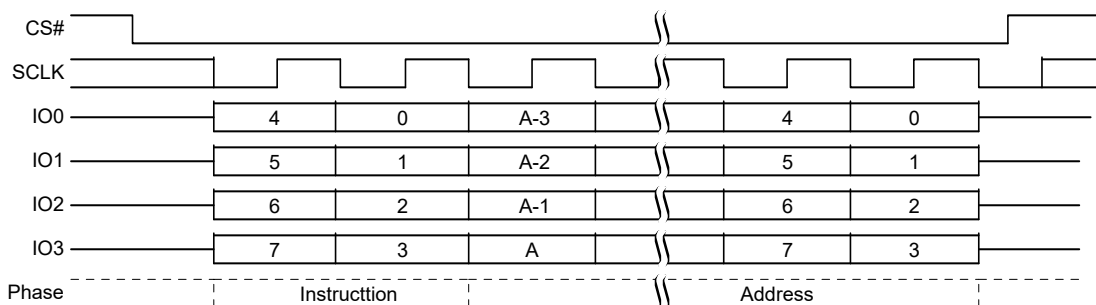 CS#
SCLK
IO0 4 0 A-3 4 0
IO1 5 1 A-2 5 1
IO2 6 2 A-1 6 2
IO3 7 3 A 7 3
Phase Instructtion Address